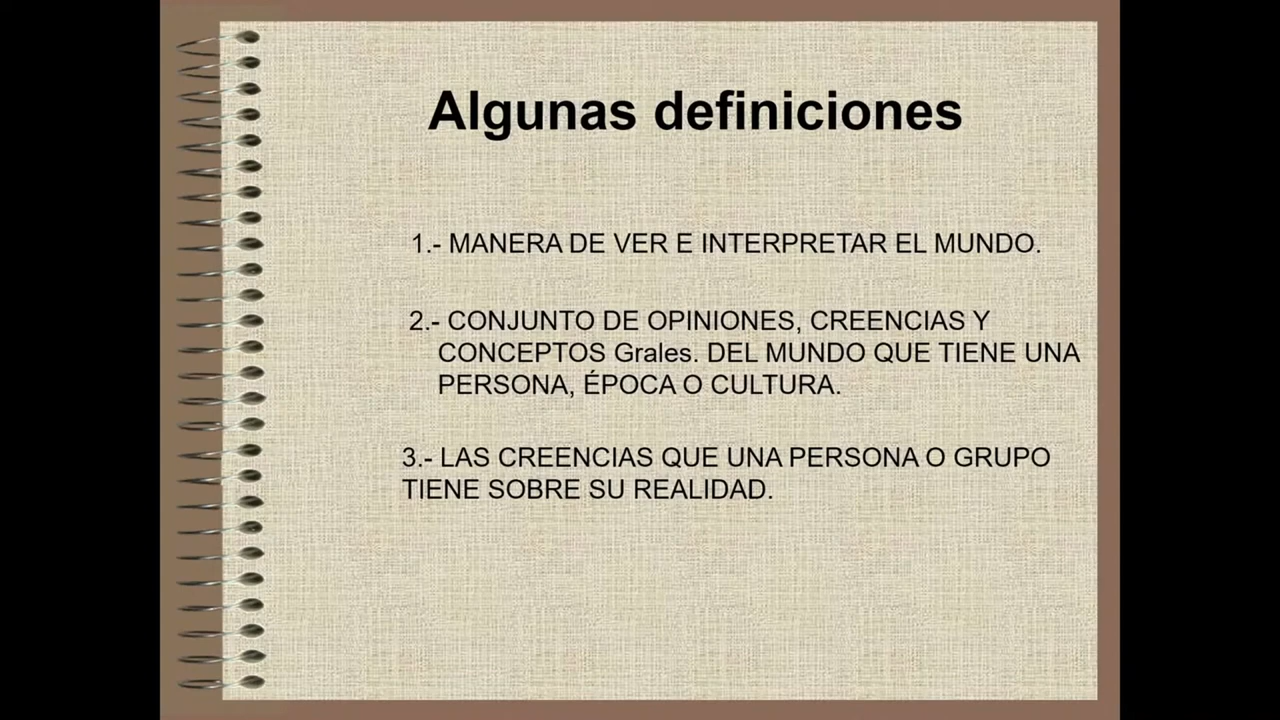 Algunas definiciones
1.- MANERA DE VER E INTERPRETAR EL MUNDO.
2.- CONJUNTO DE OPINIONES, CREENCIAS Y
CONCEPTOS Grales. DEL MUNDO QUE TIENE UNA
PERSONA, ÉPOCA O CULTURA.
3.- LAS CREENCIAS QUE UNA PERSONA O GRUPO
TIENE SOBRE SU REALIDAD.